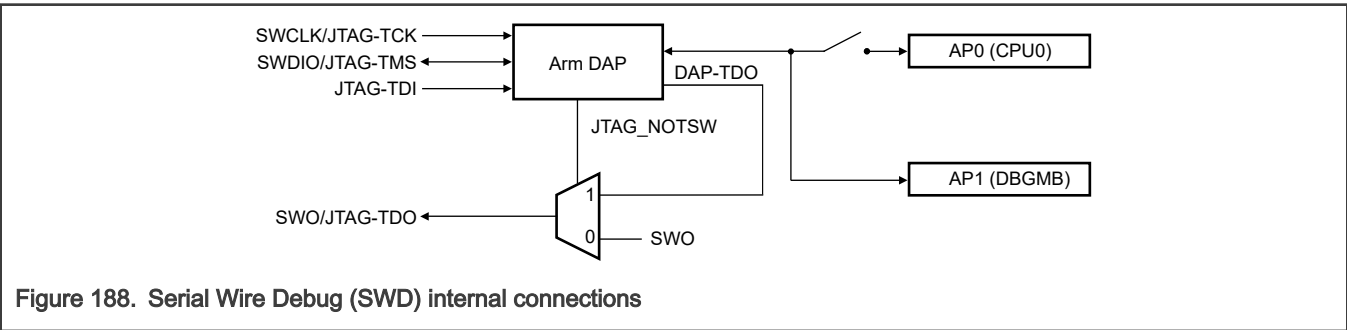 SWCLK/JTAG-TCK
SWDIO/JTAG-TMS
JTAG-TDI
Arm DAP
DAP-TDO
AP0 (CPU0)
JTAG_NOTSW
AP1 (DBGMB)
1
SWO/JTAG-TDO
0
SWO
Figure 188. Serial Wire Debug (SWD) internal connections